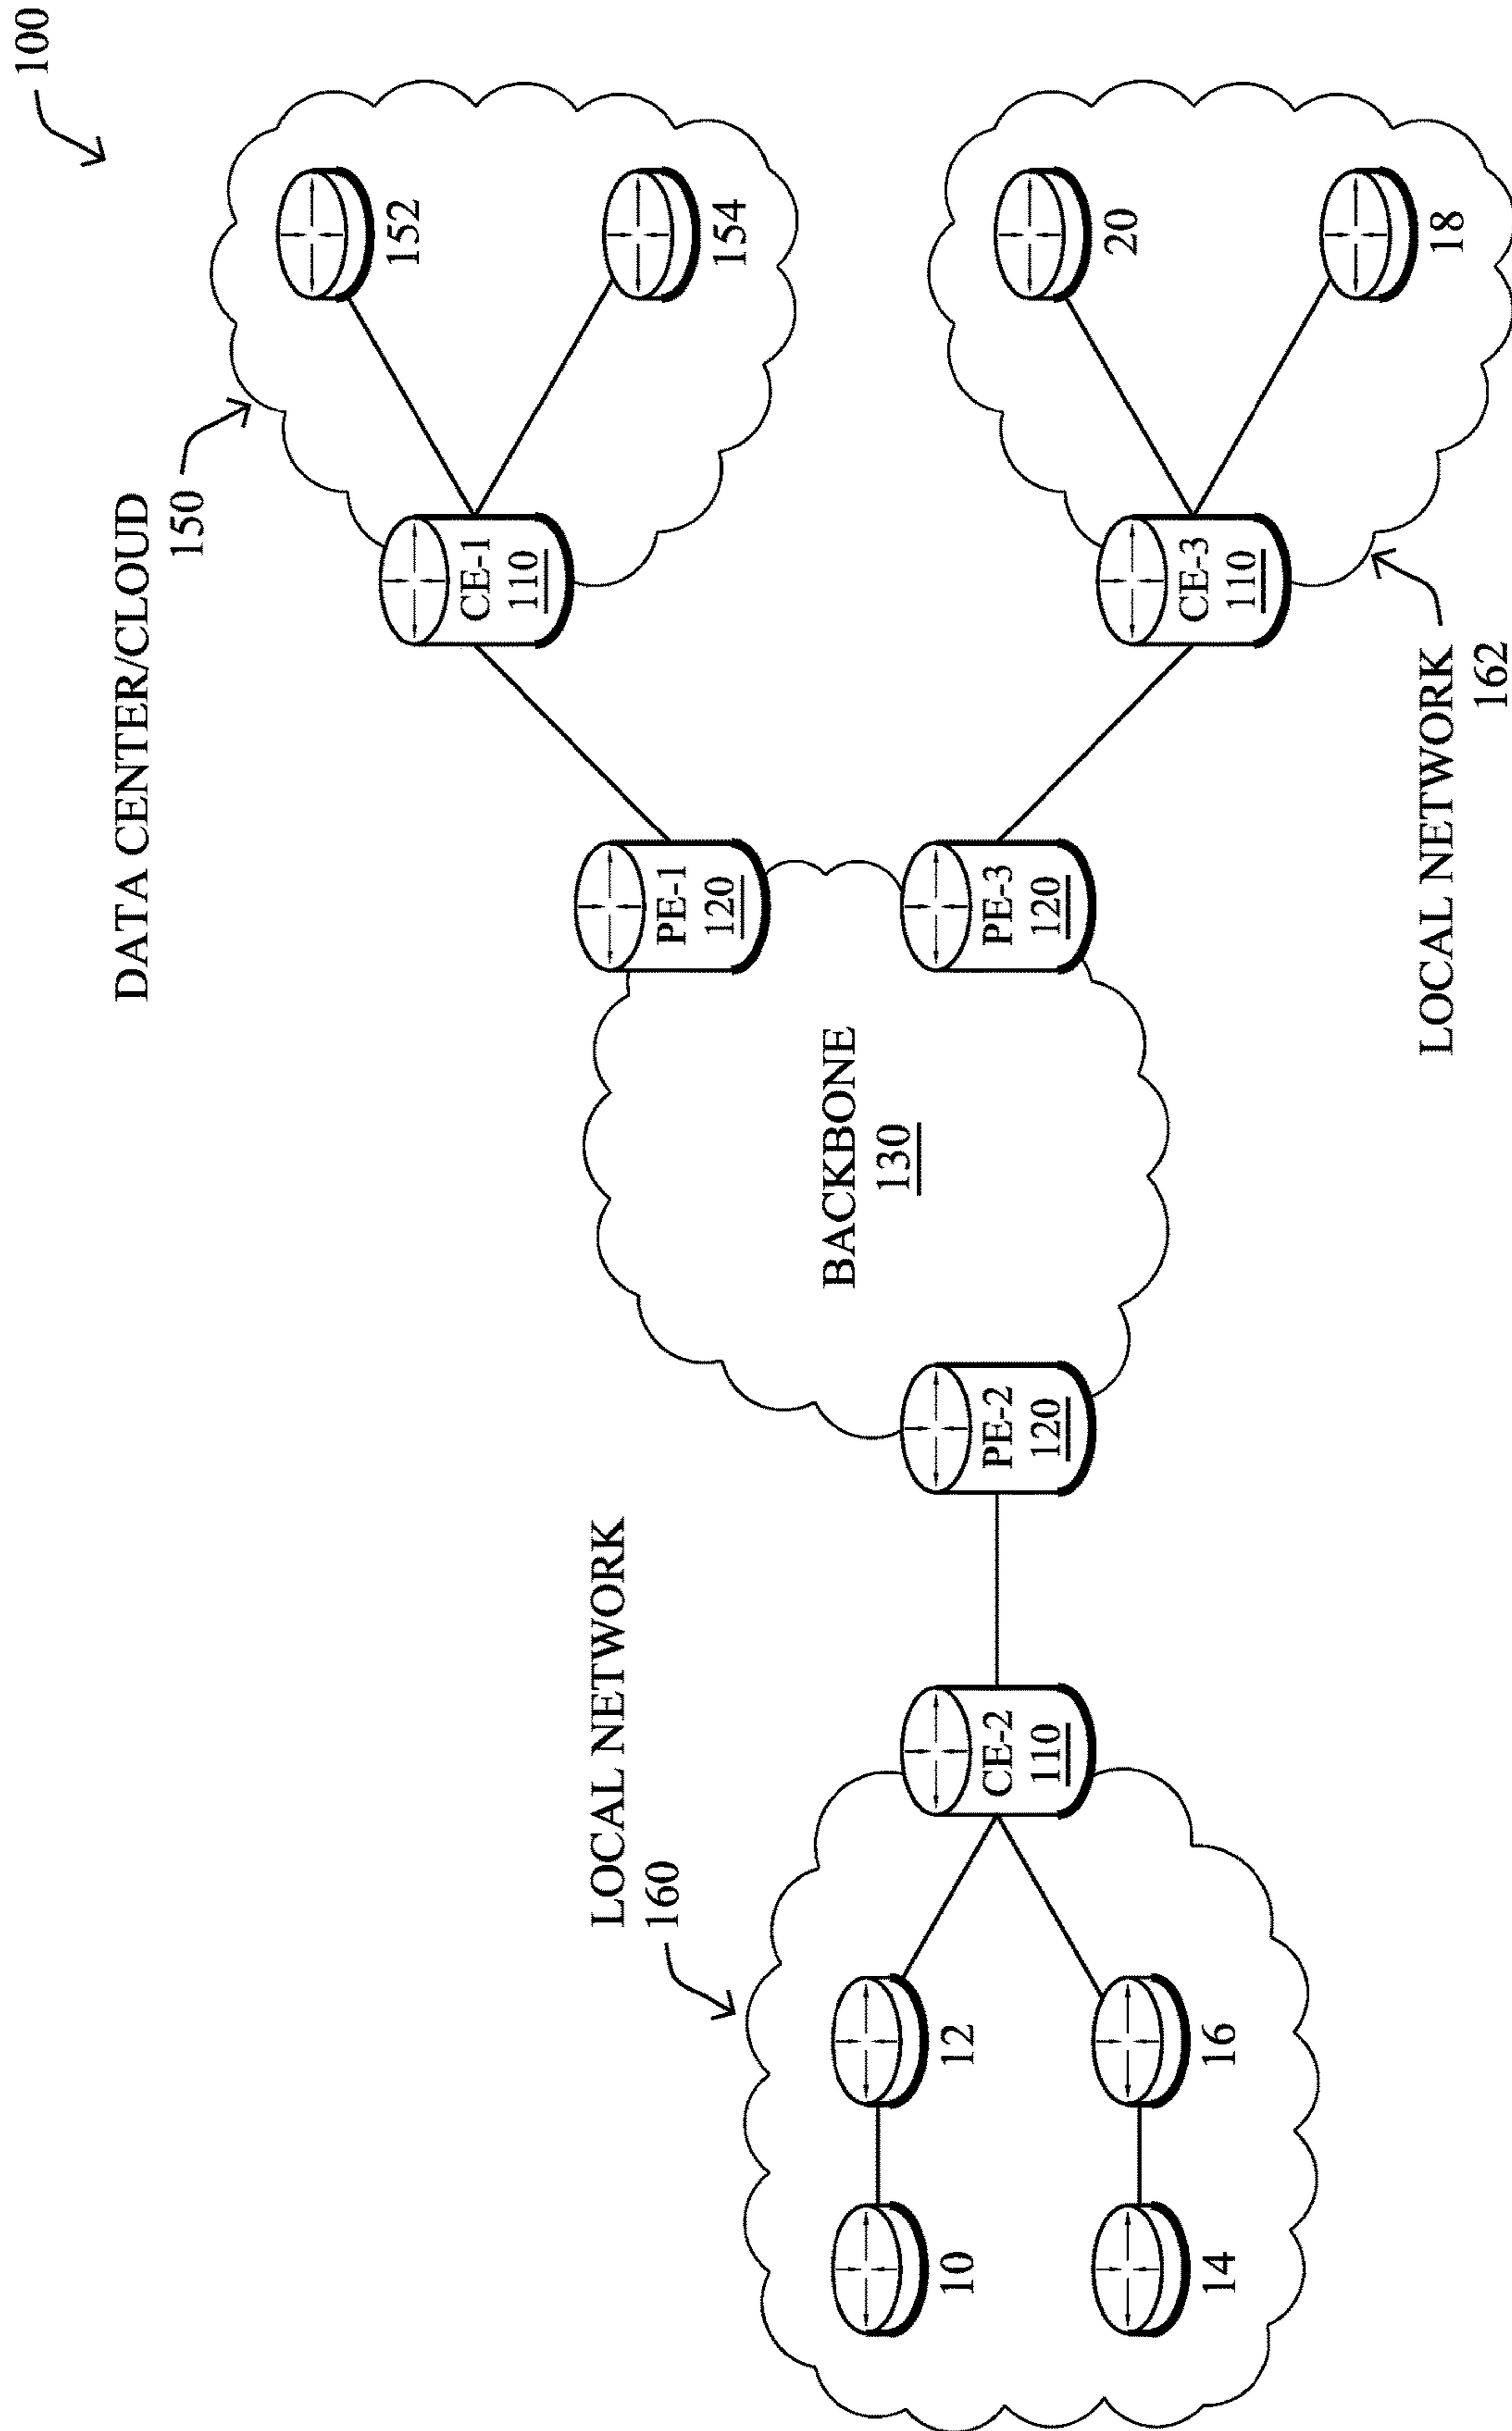 100
DATA CENTER/CLOUD
150
152
154
CE-1
110
PE-1
120
LOCAL NETWORK
160
BACKBONE
130
10
12
14
16
CE-2
110
PE-2
120
PE-3
120
CE-3
110
20
18
LOCAL NETWORK
162